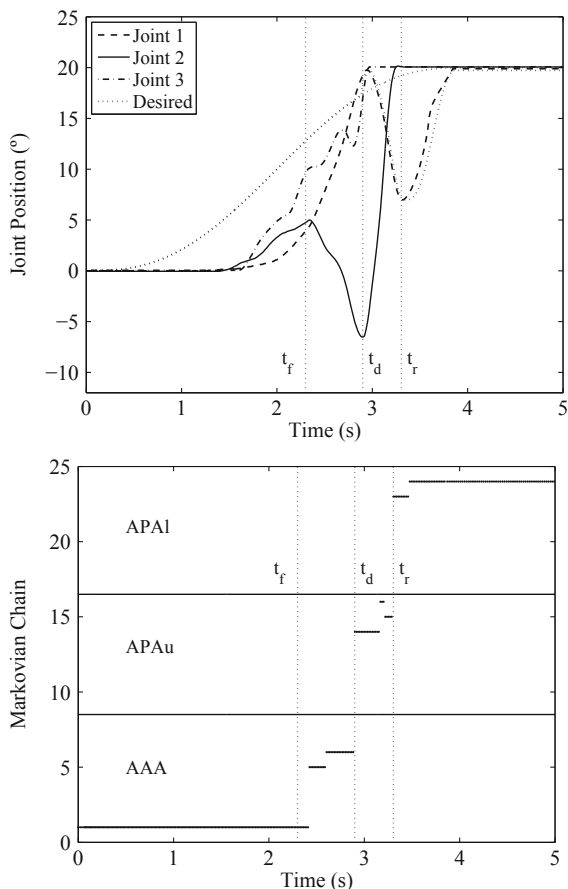 Joint 1
Joint 2
Joint 3
Desired
25
20
15
10
5
0
−5
−10
Joint Position (º)
t_f
t_d
t_r
0
1
2
3
4
5
Time (s)
25
20
15
10
5
0
Markovian Chain
APAl
t_f
t_d
t_r
APAu
AAA
0
1
2
3
4
5
Time (s)